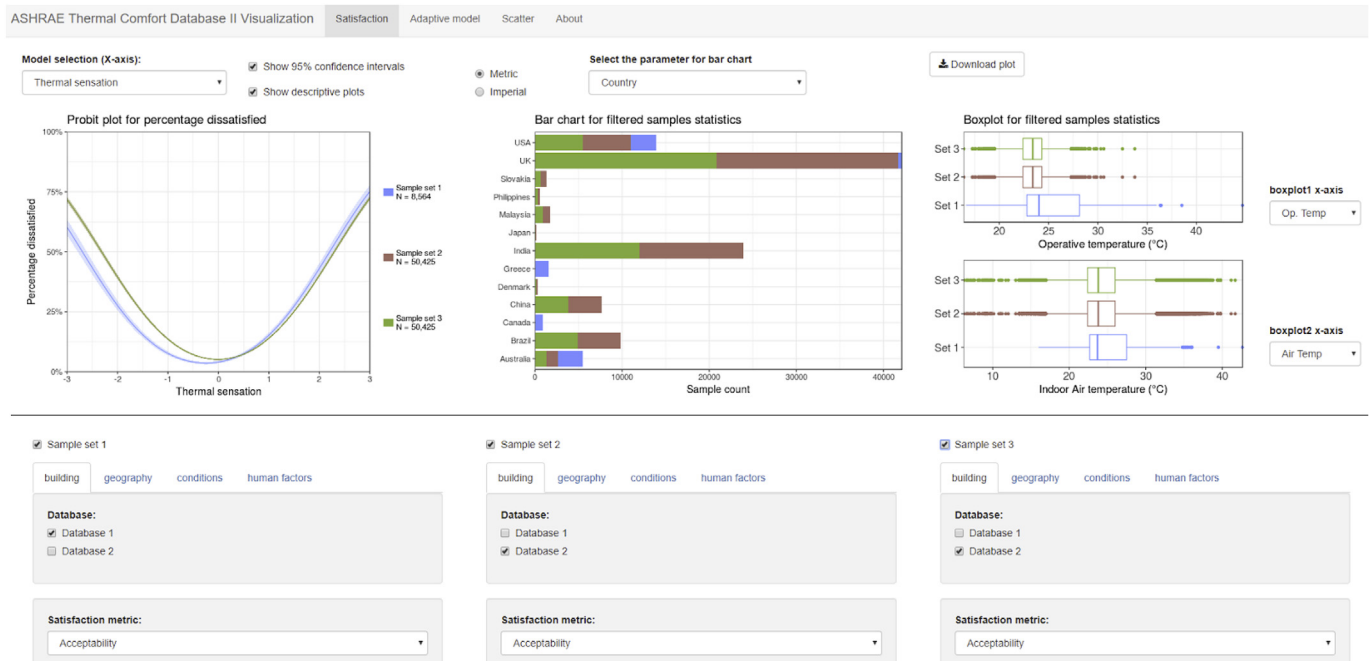 ASHRAE Thermal Comfort Database II Visualization Satisfaction Adaptive model Scatter About
Model selection (X-axis):
Thermal sensation
Show 95% confidence intervals
Show descriptive plots
Metric
Imperial
Select the parameter for bar chart
Country
Download plot
Probit plot for percentage dissatisfied
Percentage dissatisfied
100%
75%
50%
25%
0%
-3 -2 -1 0 1 2 3
Thermal sensation
Sample set 1
N = 8,564
Sample set 2
N = 50,425
Sample set 3
N = 50,425
Bar chart for filtered samples statistics
USA
UK
Slovakia
Philippines
Malaysia
Japan
India
Greece
Denmark
China
Canada
Brazil
Australia
0 10000 20000 30000 40000
Sample count
Boxplot for filtered samples statistics
Set 3
Set 2
Set 1
20 25 30 35 40
Operative temperature (°C)
boxplot1 x-axis
Op. Temp
Set 3
Set 2
Set 1
10 20 30 40
Indoor Air temperature (°C)
boxplot2 x-axis
Air Temp
Sample set 1
building geography conditions human factors
Database:
Database 1
Database 2
Satisfaction metric:
Acceptability
Sample set 2
building geography conditions human factors
Database:
Database 1
Database 2
Satisfaction metric:
Acceptability
Sample set 3
building geography conditions human factors
Database:
Database 1
Database 2
Satisfaction metric:
Acceptability